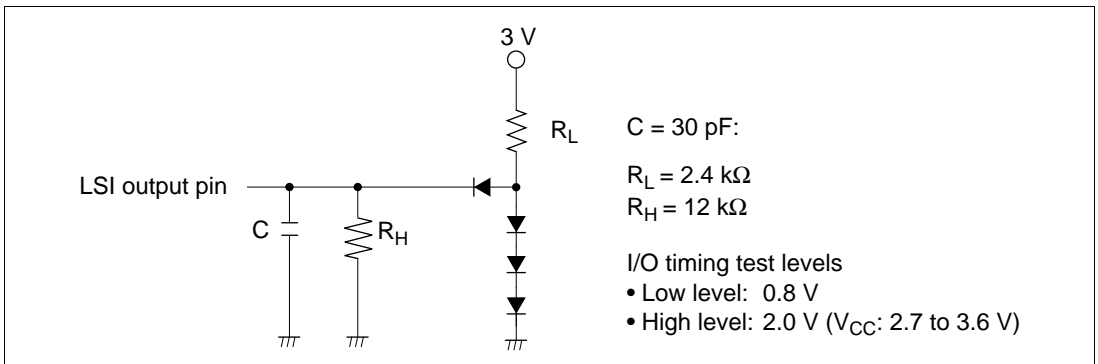 3 V
R_L
C = 30 pF:
R_L = 2.4 kΩ
R_H = 12 kΩ
LSI output pin
C
R_H
I/O timing test levels
• Low level: 0.8 V
• High level: 2.0 V (V_CC: 2.7 to 3.6 V)